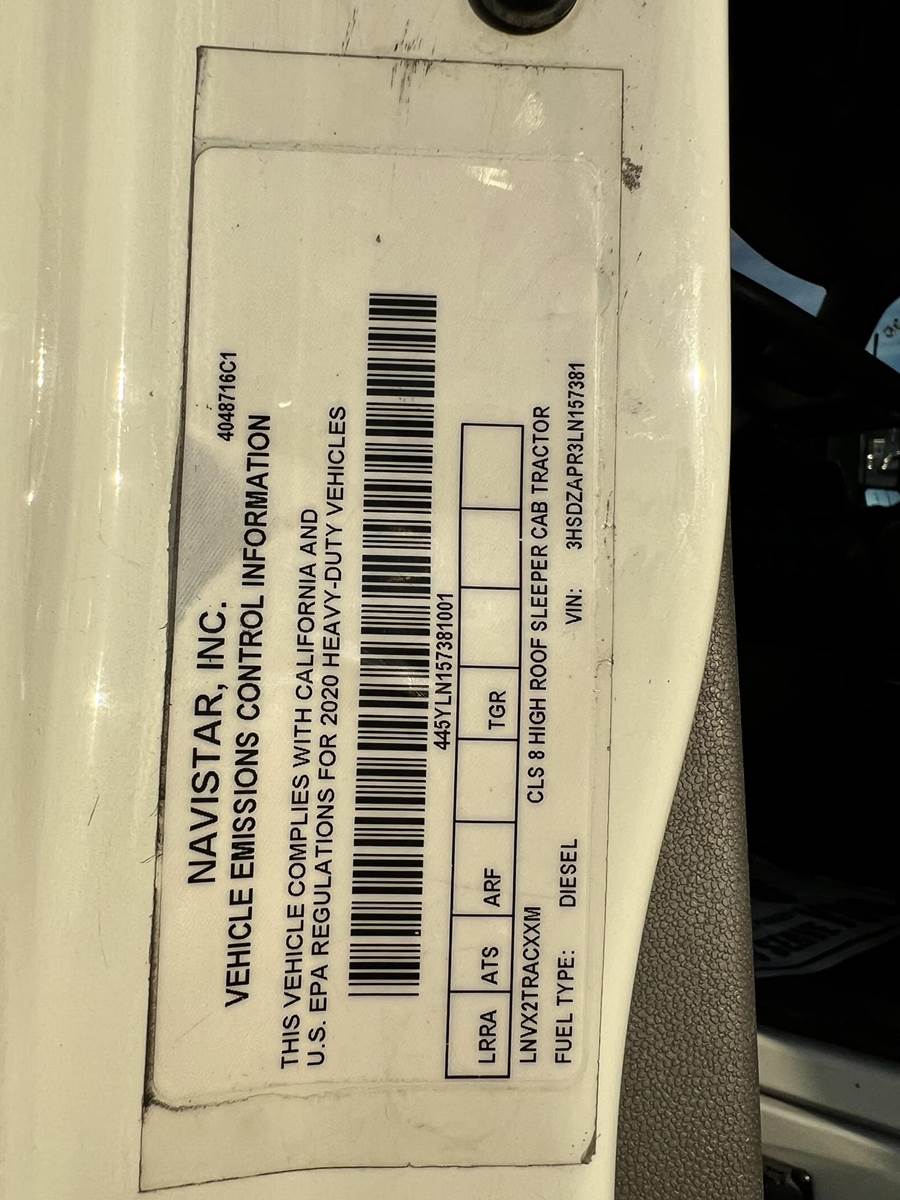 4048716C1
NAVISTAR, INC.
VEHICLE EMISSIONS CONTROL INFORMATION
THIS VEHICLE COMPLIES WITH CALIFORNIA AND
U.S. EPA REGULATIONS FOR 2020 HEAVY-DUTY VEHICLES
445YLN157381001
LRRA ATS ARF TGR
LNVX2TRACXXM CLS 8 HIGH ROOF SLEEPER CAB TRACTOR
FUEL TYPE: DIESEL VIN: 3HSDZAPR3LN157381